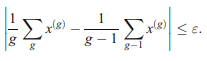 | 1/g ∑_g x^(g) − 1/(g − 1) ∑_{g−1} x^(g) | ≤ ε.